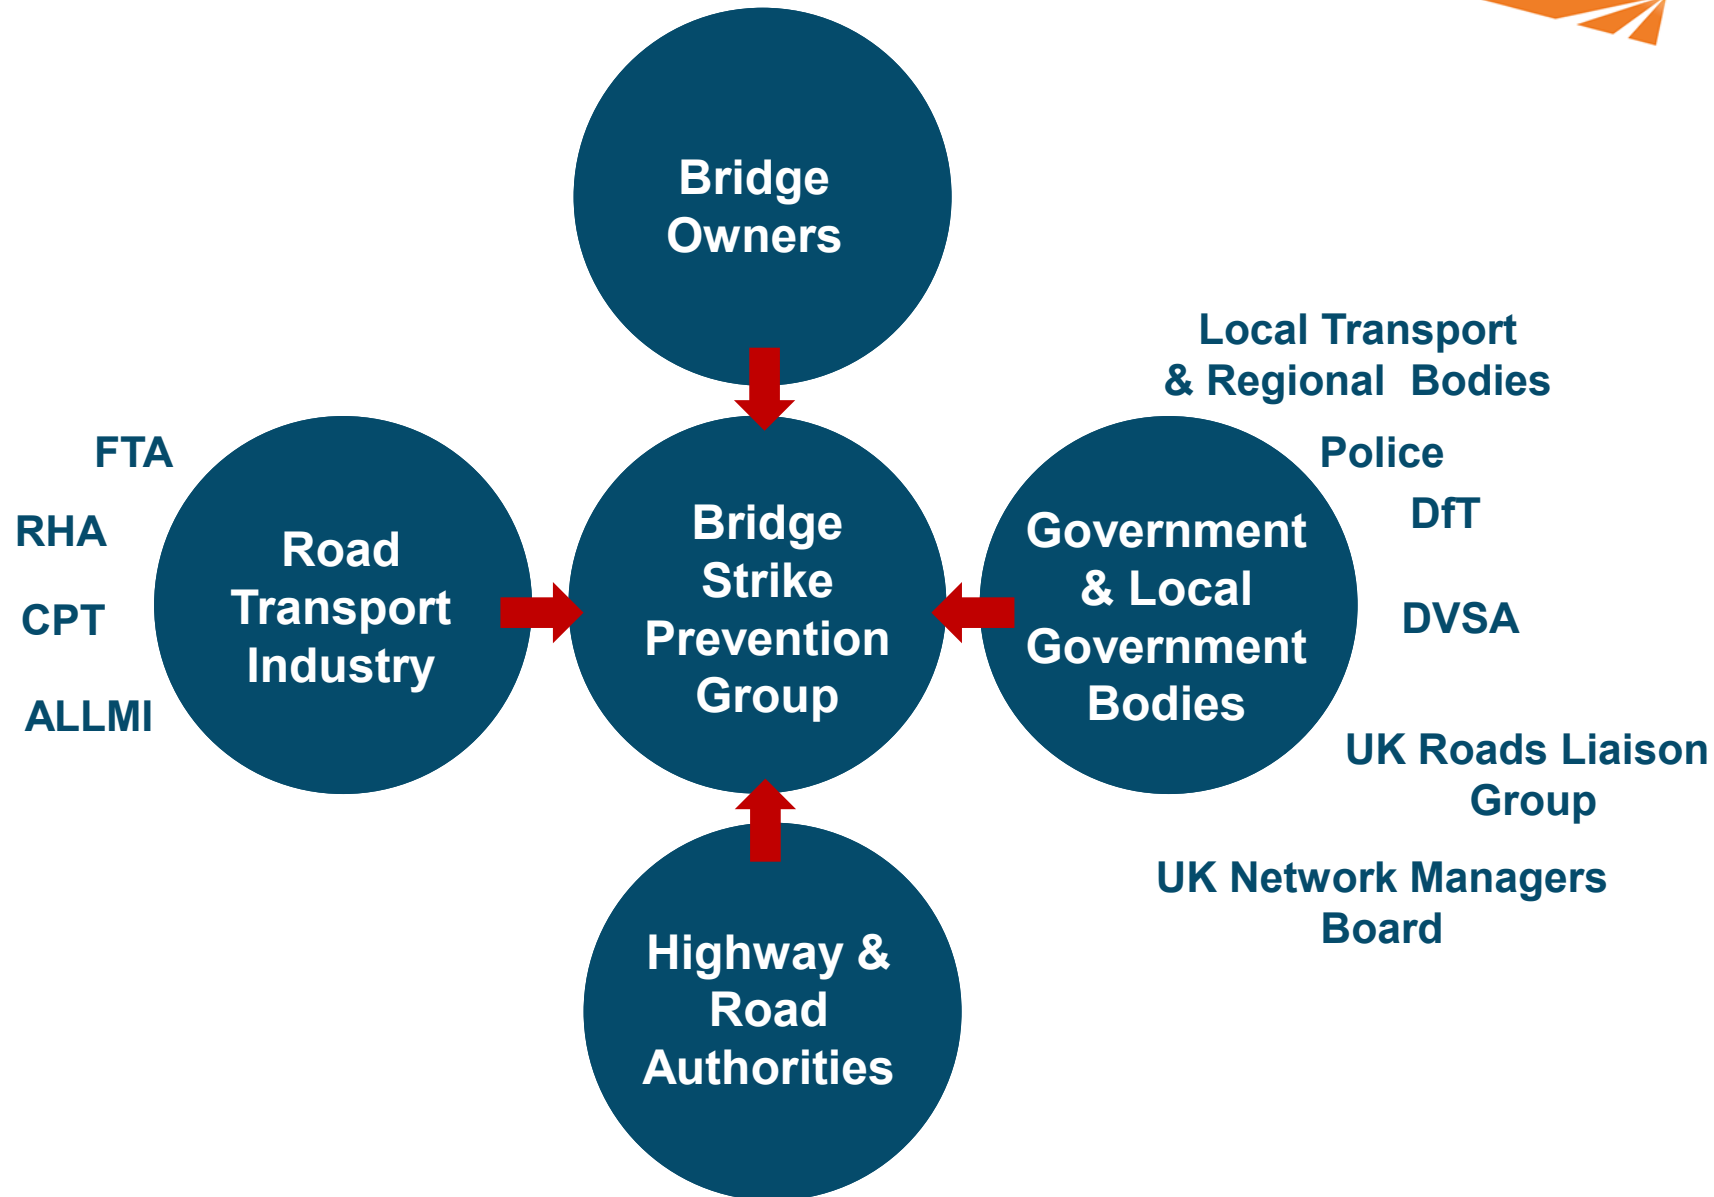 Bridge
Owners
Local Transport
& Regional Bodies
FTA
RHA
CPT
ALLMI
Road
Transport
Industry
Bridge
Strike
Prevention
Group
Government
& Local
Government
Bodies
Police
DfT
DVSA
UK Roads Liaison
Group
UK Network Managers
Board
Highway &
Road
Authorities